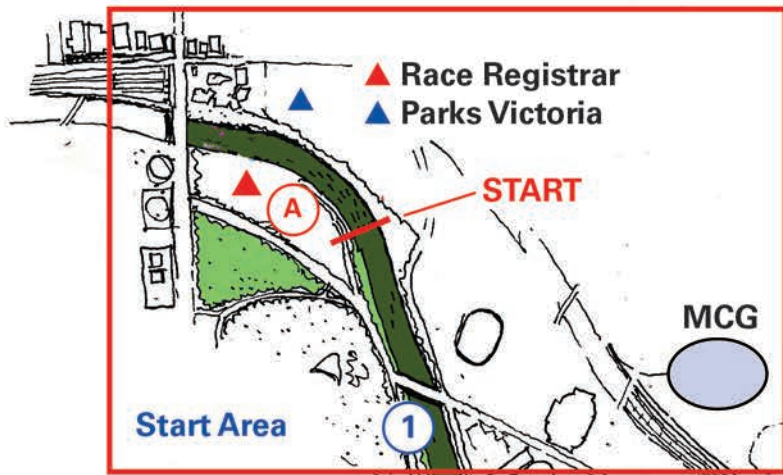 Race Registrar
Parks Victoria
A
START
MCG
Start Area
1